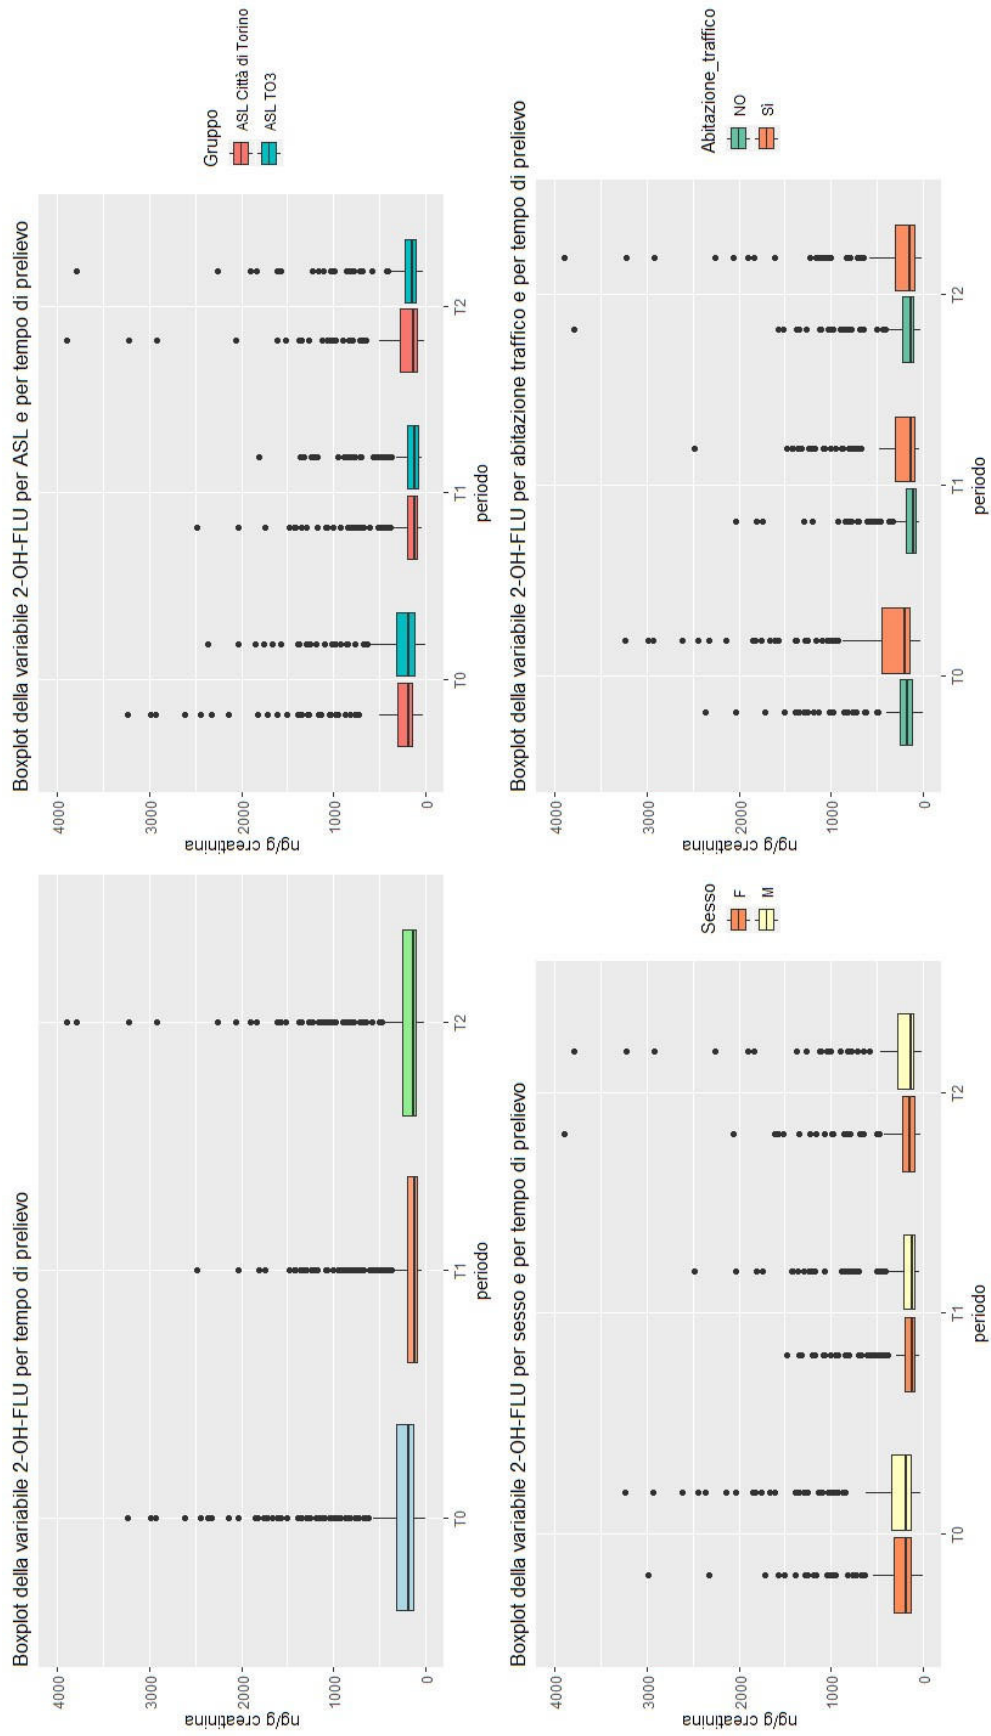 Boxplot della variabile 2-OH-FLU per tempo di prelievo
ng/g creatinina
4000
3000
2000
1000
0
T0
T1
T2
periodo
Boxplot della variabile 2-OH-FLU per ASL e per tempo di prelievo
ng/g creatinina
4000
3000
2000
1000
0
T0
T1
T2
periodo
Gruppo
ASL Città di Torino
ASL TO3
Boxplot della variabile 2-OH-FLU per sesso e per tempo di prelievo
ng/g creatinina
4000
3000
2000
1000
0
T0
T1
T2
periodo
Sesso
F
M
Boxplot della variabile 2-OH-FLU per abitazione traffico e per tempo di prelievo
ng/g creatinina
4000
3000
2000
1000
0
T0
T1
T2
periodo
Abitazione_traffico
NO
Sì